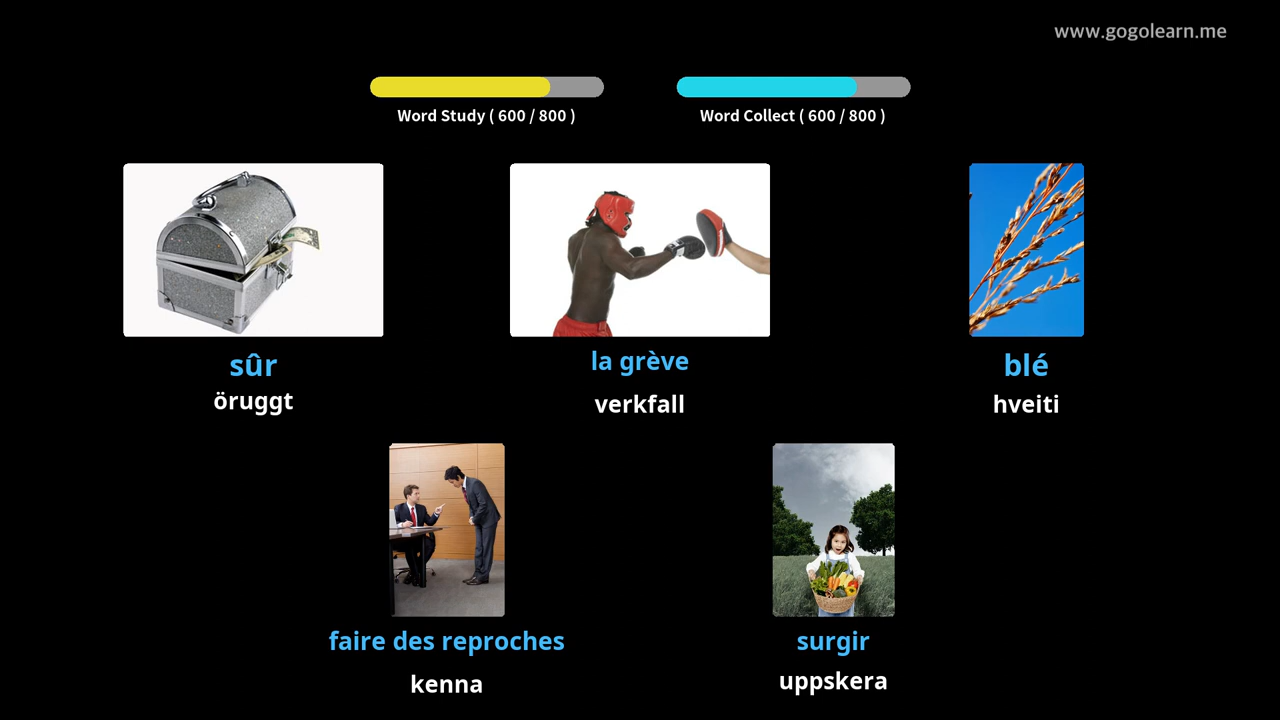 www.gogolearn.me
Word Study ( 600 / 800 )
Word Collect ( 600 / 800 )
sûr
öruggt
la grève
verkfall
blé
hveiti
faire des reproches
kenna
surgir
uppskera